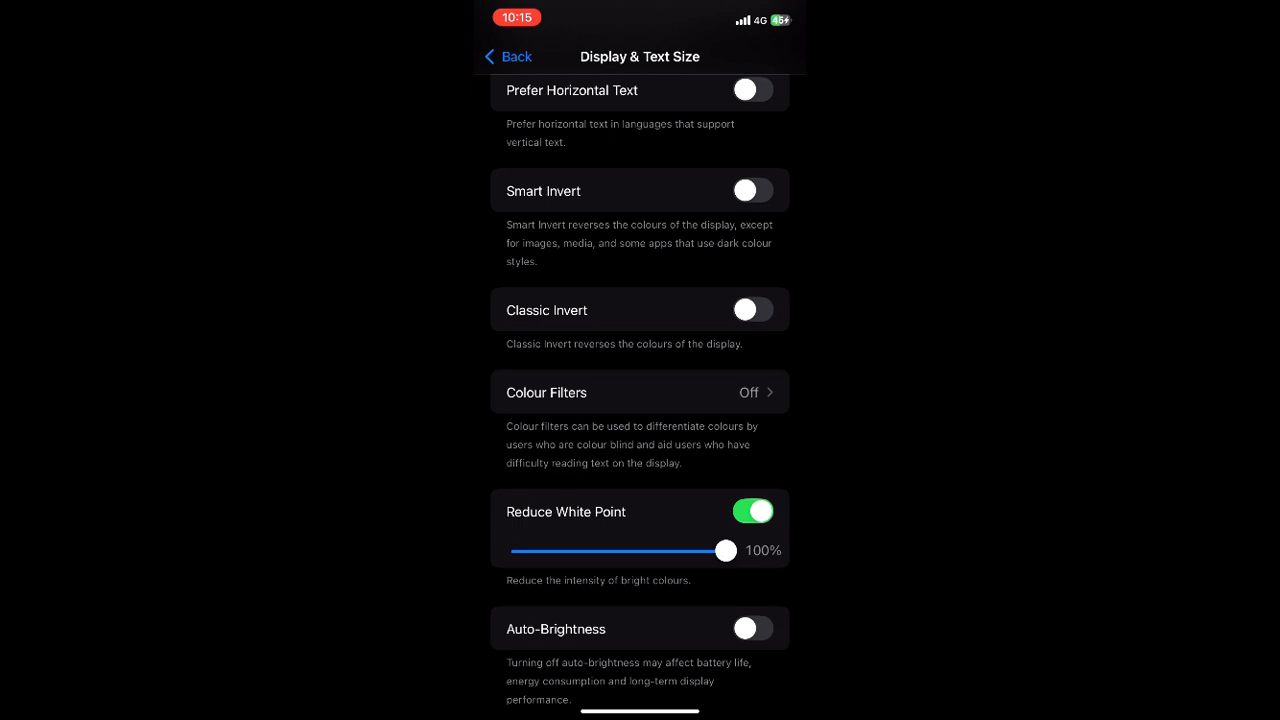 10:15
4G
45
Back
Display & Text Size
Prefer Horizontal Text
Prefer horizontal text in languages that support
vertical text.
Smart Invert
Smart Invert reverses the colours of the display, except
for images, media, and some apps that use dark colour
styles.
Classic Invert
Classic Invert reverses the colours of the display.
Colour Filters
Off
Colour filters can be used to differentiate colours by
users who are colour blind and aid users who have
difficulty reading text on the display.
Reduce White Point
100%
Reduce the intensity of bright colours.
Auto-Brightness
Turning off auto-brightness may affect battery life,
energy consumption and long-term display
performance.